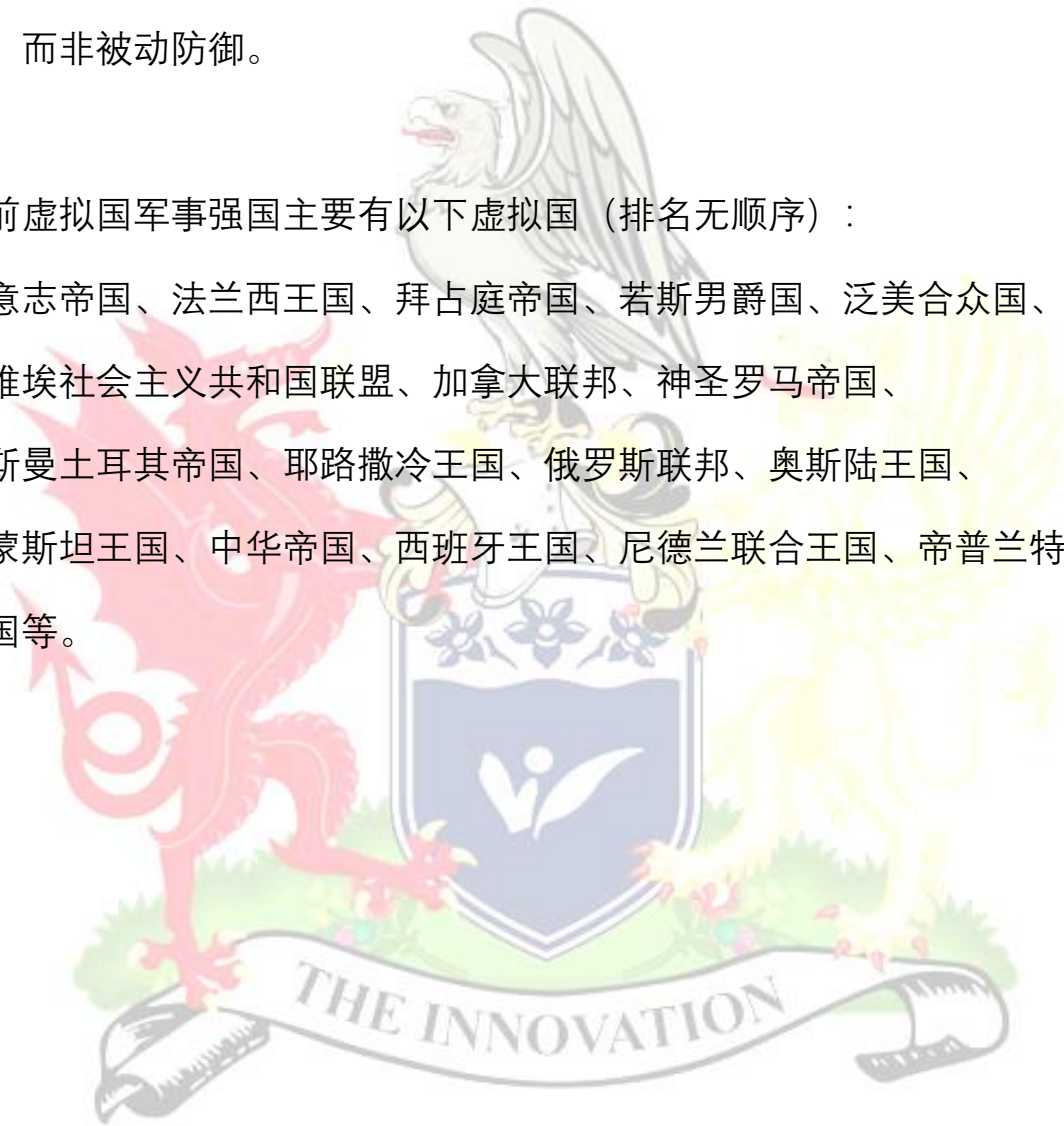 而非被动防御。
前虚拟国军事强国主要有以下虚拟国（排名无顺序）：
意志帝国、法兰西王国、拜占庭帝国、若斯男爵国、泛美合众国、
维埃社会主义共和国联盟、加拿大联邦、神圣罗马帝国、
斯曼土耳其帝国、耶路撒冷王国、俄罗斯联邦、奥斯陆王国、
蒙斯坦王国、中华帝国、西班牙王国、尼德兰联合王国、帝普兰特
国等。
THE INNOVATION